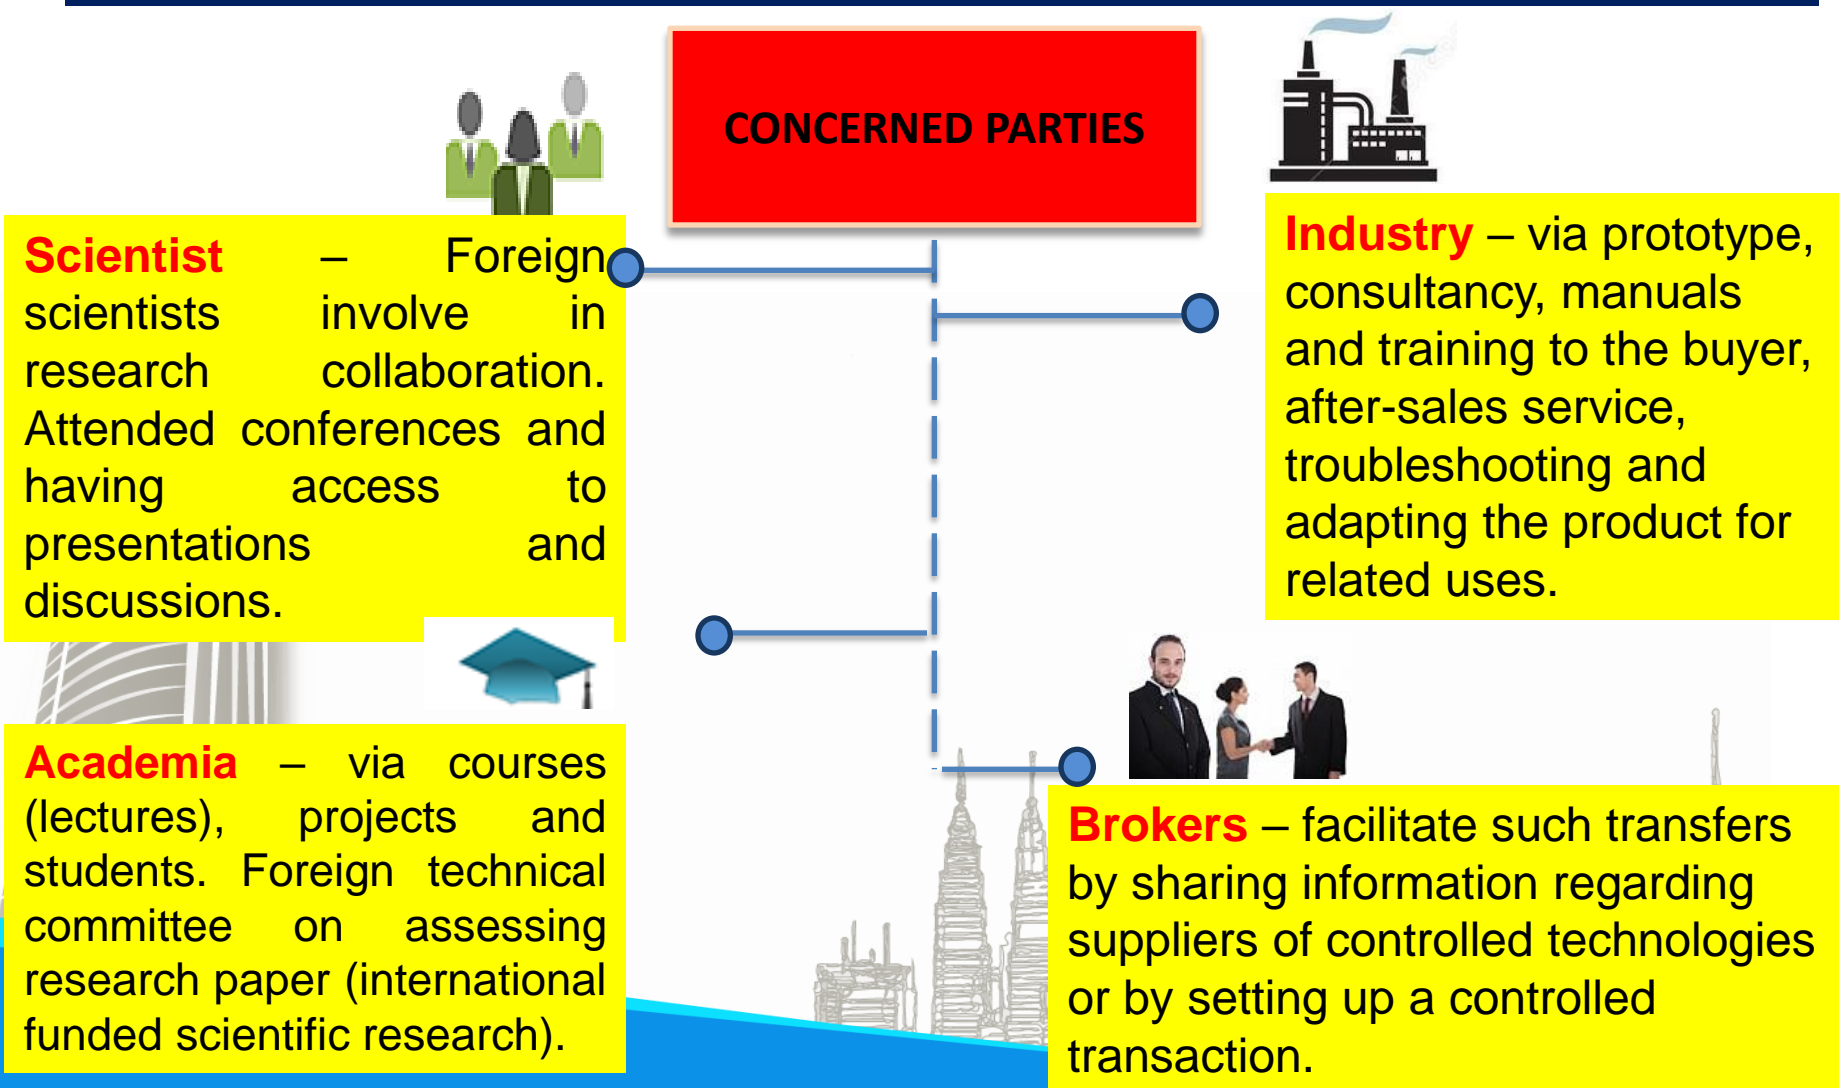 CONCERNED PARTIES
Scientist – Foreign
scientists involve in
research collaboration.
Attended conferences and
having access to
presentations and
discussions.
Industry – via prototype,
consultancy, manuals
and training to the buyer,
after-sales service,
troubleshooting and
adapting the product for
related uses.
Academia – via courses
(lectures), projects and
students. Foreign technical
committee on assessing
research paper (international
funded scientific research).
Brokers – facilitate such transfers
by sharing information regarding
suppliers of controlled technologies
or by setting up a controlled
transaction.